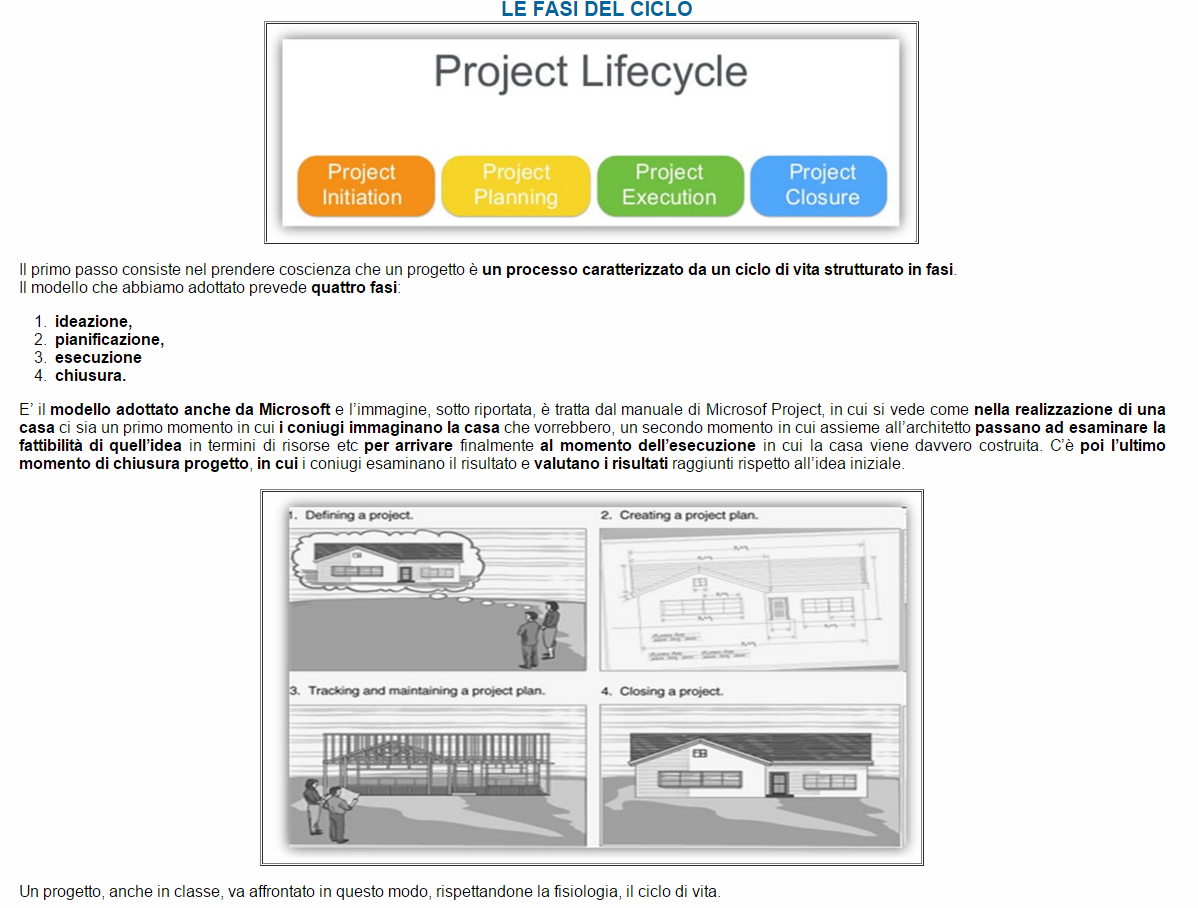 LE FASI DEL CICLO
Project Lifecycle
Project Initiation
Project Planning
Project Execution
Project Closure
Il primo passo consiste nel prendere coscienza che un progetto è un processo caratterizzato da un ciclo di vita strutturato in fasi.
Il modello che abbiamo adottato prevede quattro fasi:
1. ideazione,
2. pianificazione,
3. esecuzione
4. chiusura.
E' il modello adottato anche da Microsoft e l'immagine, sotto riportata, è tratta dal manuale di Microsof Project, in cui si vede come nella realizzazione di una
casa ci sia un primo momento in cui i coniugi immaginano la casa che vorrebbero, un secondo momento in cui assieme all'architetto passano ad esaminare la
fattibilità di quell'idea in termini di risorse etc per arrivare finalmente al momento dell'esecuzione in cui la casa viene davvero costruita. C'è poi l'ultimo
momento di chiusura progetto, in cui i coniugi esaminano il risultato e valutano i risultati raggiunti rispetto all'idea iniziale.
1. Defining a project.
2. Creating a project plan.
3. Tracking and maintaining a project plan.
4. Closing a project.
Un progetto, anche in classe, va affrontato in questo modo, rispettandone la fisiologia, il ciclo di vita.